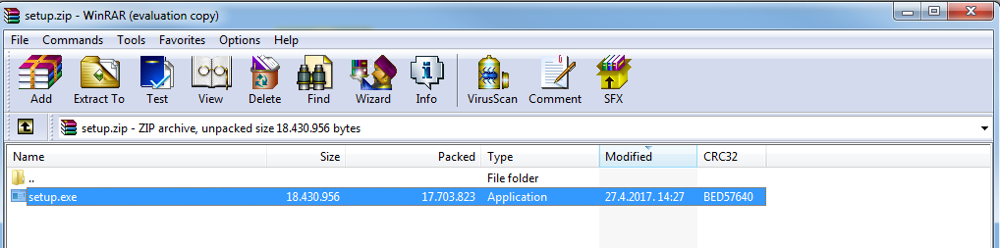 setup.zip - WinRAR (evaluation copy)
File Commands Tools Favorites Options Help
Add Extract To Test View Delete Find Wizard Info VirusScan Comment SFX
setup.zip - ZIP archive, unpacked size 18.430.956 bytes
Name Size Packed Type Modified CRC32
.. File folder
setup.exe 18.430.956 17.703.823 Application 27.4.2017. 14:27 BED57640